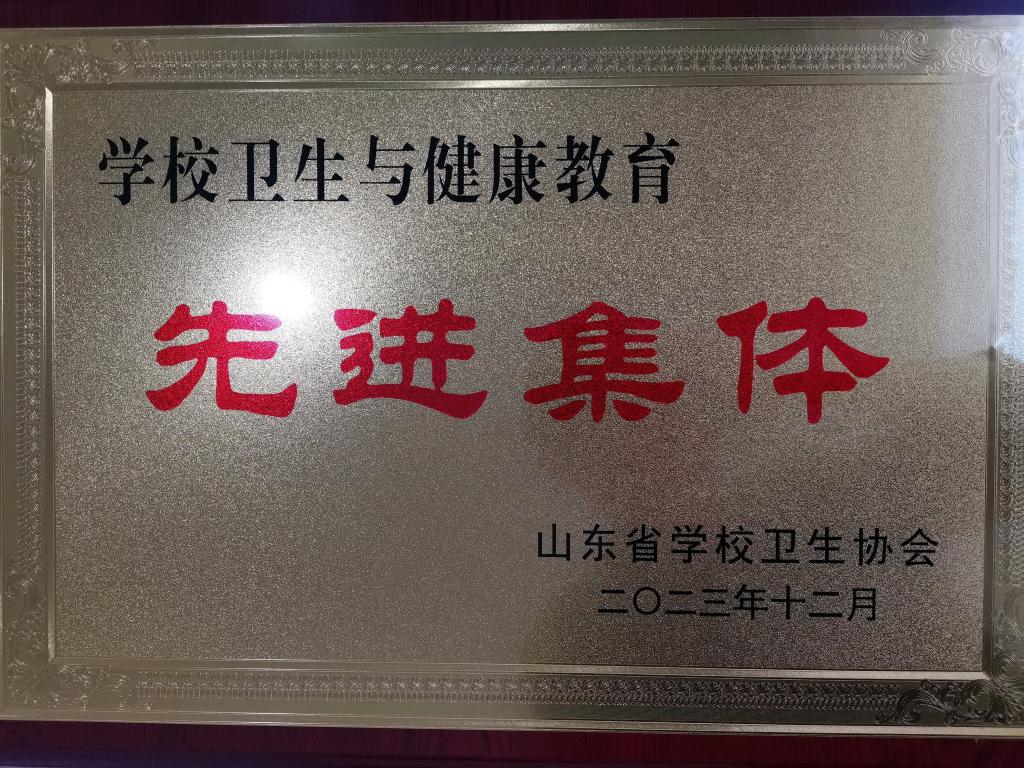 学校卫生与健康教育
先进集体
山东省学校卫生协会
二〇二三年十二月